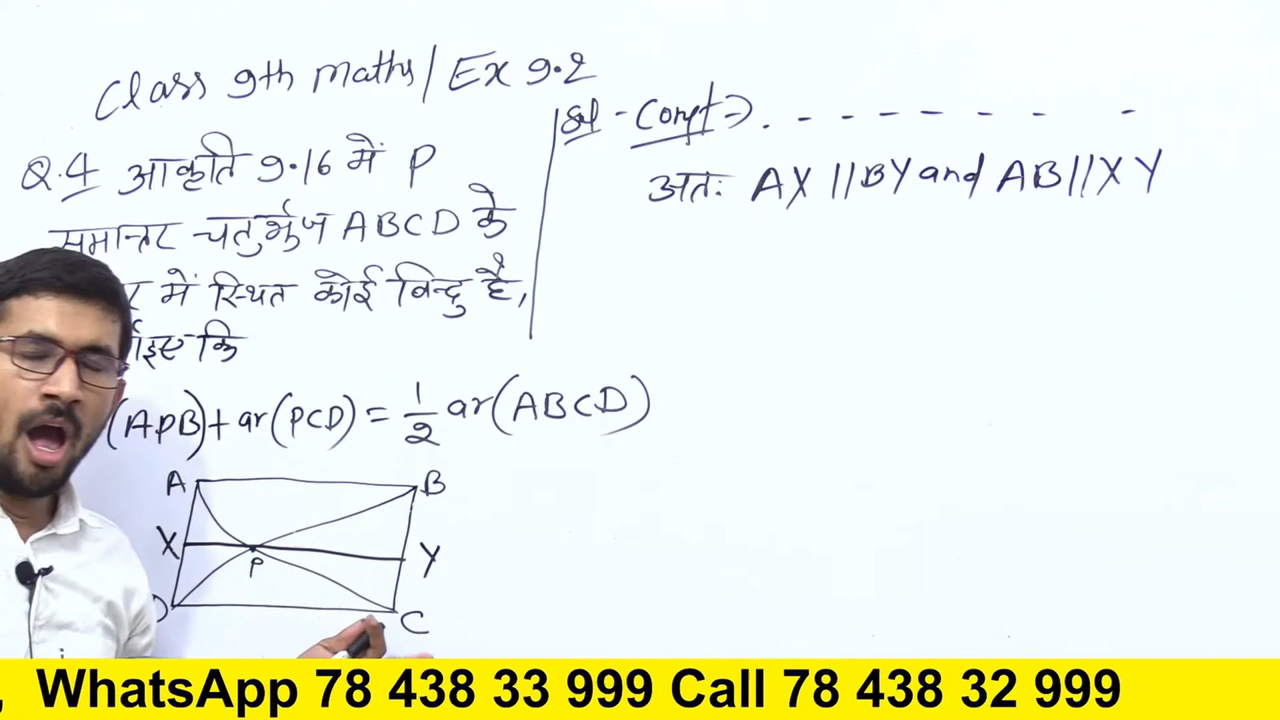 Class 9th maths/Ex 9.2
Q.4 आकृति 9.16 में P
समान्तर चतुर्भुज ABCD के
में स्थित कोई बिन्दु है,
कि
(APB)+ar(PCD)=1/2 ar(ABCD)
A B
X Y
P
D C
Sol - Const => . - - - - - - -
अतः AX//BY and AB//XY
WhatsApp 78 438 33 999 Call 78 438 32 999